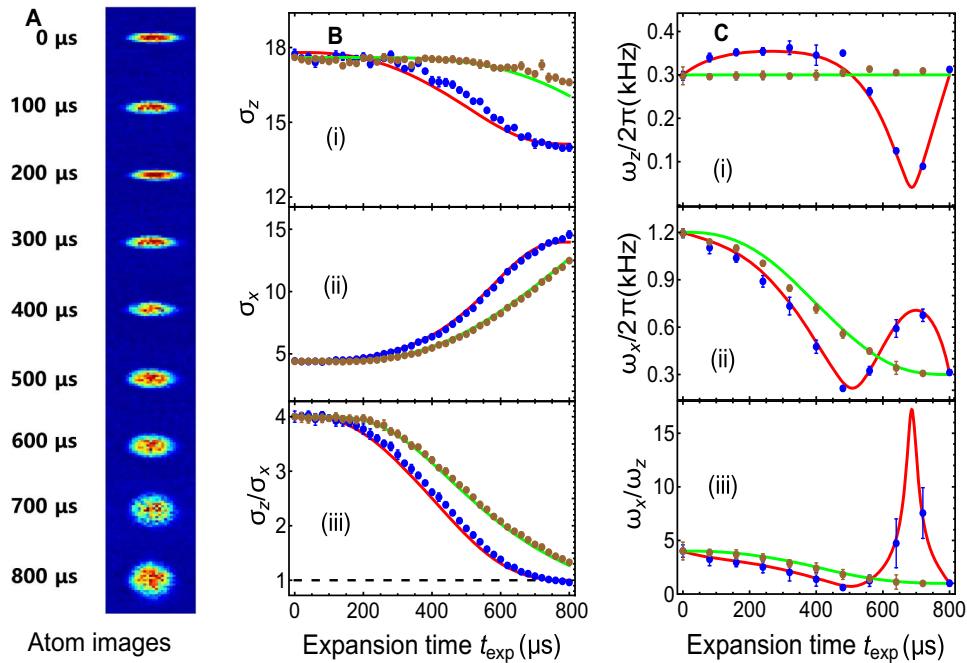 A
0 μs
100 μs
200 μs
300 μs
400 μs
500 μs
600 μs
700 μs
800 μs
Atom images
B
σz
18
16
14
12
(i)
σx
15
10
5
(ii)
σz/σx
4
3
2
1
(iii)
0 200 400 600 800
Expansion time texp (μs)
C
ωz/2π(kHz)
0.4
0.3
0.1
(i)
ωx/2π(kHz)
1.2
0.9
0.6
0.3
(ii)
ωx/ωz
15
10
5
0
(iii)
0 200 400 600 800
Expansion time texp (μs)